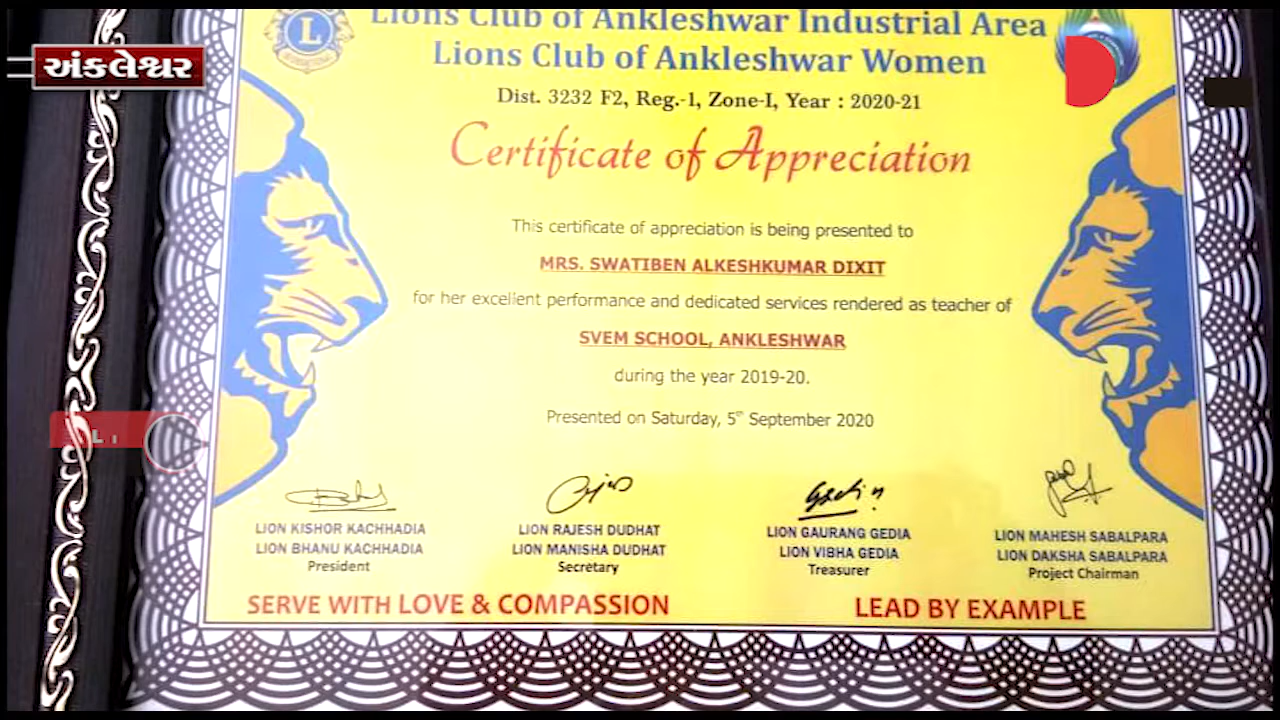 અંકલેશ્વર
Lions Club of Ankleshwar Industrial Area
Lions Club of Ankleshwar Women
Dist. 3232 F2, Reg.-1, Zone-I, Year : 2020-21
Certificate of Appreciation
This certificate of appreciation is being presented to
MRS. SWATIBEN ALKESHKUMAR DIXIT
for her excellent performance and dedicated services rendered as teacher of
SVEM SCHOOL, ANKLESHWAR
during the year 2019-20.
Presented on Saturday, 5th September 2020
LION KISHOR KACHHADIA
LION BHANU KACHHADIA
President
LION RAJESH DUDHAT
LION MANISHA DUDHAT
Secretary
LION GAURANG GEDIA
LION VIBHA GEDIA
Treasurer
LION MAHESH SABALPARA
LION DAKSHA SABALPARA
Project Chairman
SERVE WITH LOVE & COMPASSION
LEAD BY EXAMPLE